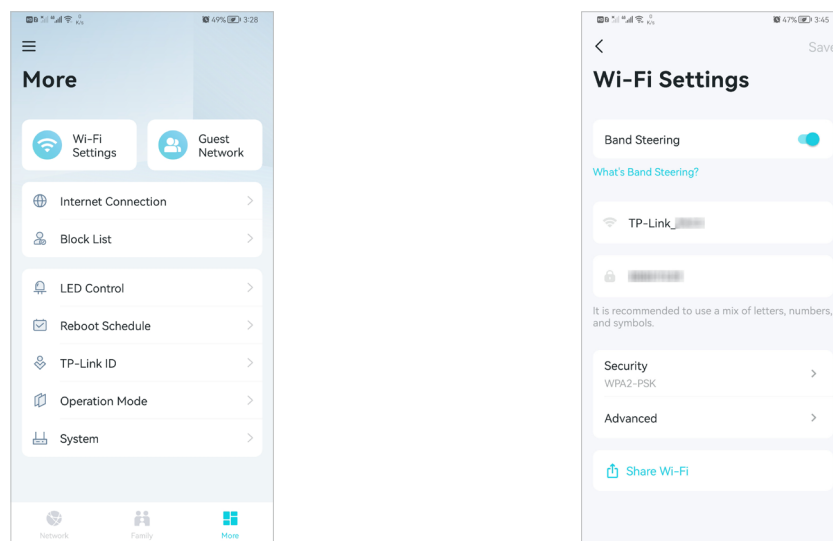 49% 3:28
More
Wi-Fi
Settings
Guest
Network
Internet Connection
Block List
LED Control
Reboot Schedule
TP-Link ID
Operation Mode
System
Network
Family
More
47% 3:45
Save
Wi-Fi Settings
Band Steering
What's Band Steering?
TP-Link_
It is recommended to use a mix of letters, numbers,
and symbols.
Security
WPA2-PSK
Advanced
Share Wi-Fi